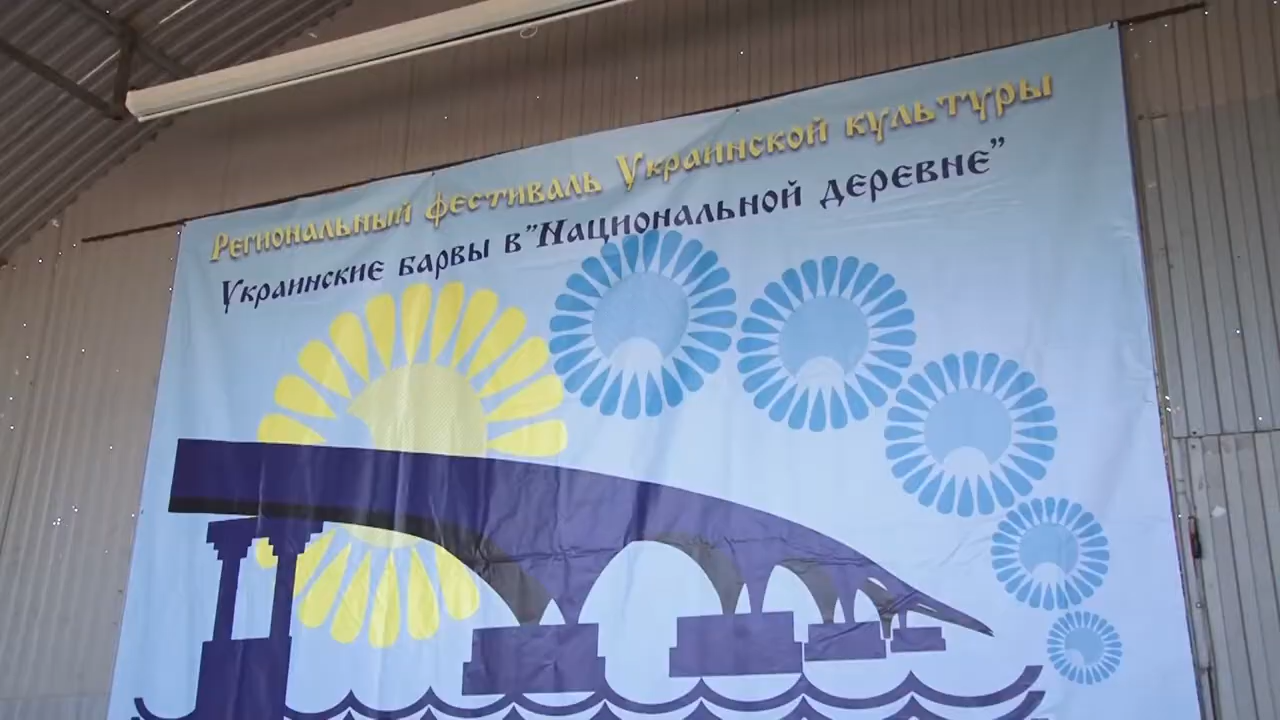 Региональный фестиваль Украинской культуры
Украинские барвы в"Национальной деревне"